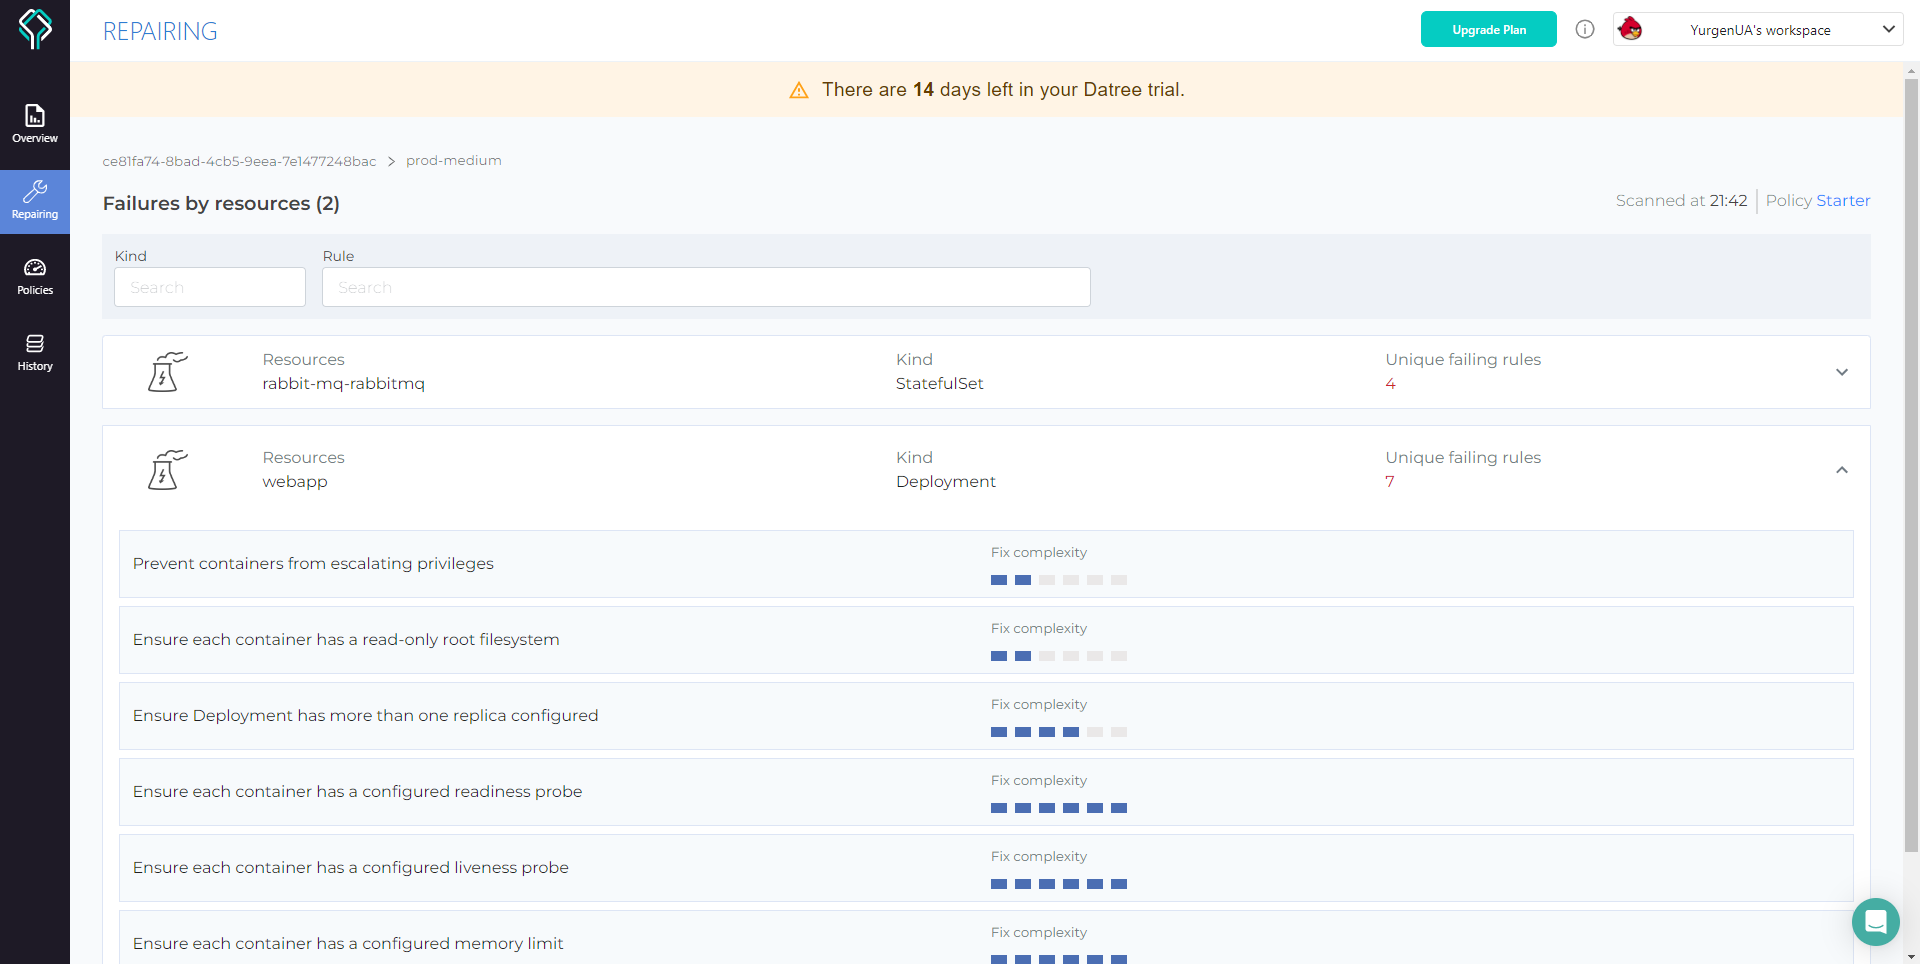 REPAIRING
Upgrade Plan
YurgenUA's workspace
There are 14 days left in your Datree trial.
Overview
Repairing
Policies
History
ce81fa74-8bad-4cb5-9eea-7e1477248bac > prod-medium
Failures by resources (2)
Scanned at 21:42 Policy Starter
Kind
Rule
Search
Search
Resources
Kind
Unique failing rules
rabbit-mq-rabbitmq
StatefulSet
4
Resources
Kind
Unique failing rules
webapp
Deployment
7
Prevent containers from escalating privileges
Fix complexity
Ensure each container has a read-only root filesystem
Fix complexity
Ensure Deployment has more than one replica configured
Fix complexity
Ensure each container has a configured readiness probe
Fix complexity
Ensure each container has a configured liveness probe
Fix complexity
Ensure each container has a configured memory limit
Fix complexity